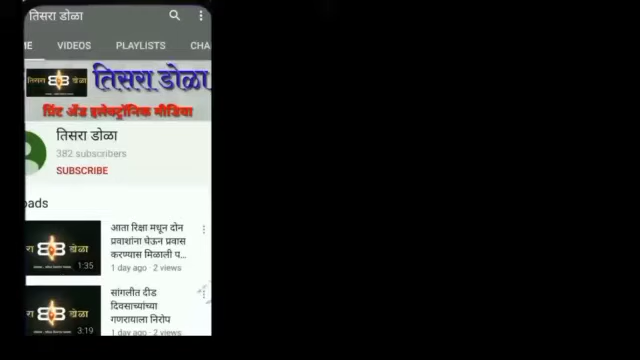 तिसरा डोळा
VIDEOS
PLAYLISTS
तिसरा
डोळा
तिसरा डोळा
प्रिंट अँड इलेक्ट्रॉनिक मीडिया
तिसरा डोळा
382 subscribers
SUBSCRIBE
आता रिक्षा मधून दोन
प्रवाशांना घेऊन प्रवास
करण्यास मिळाली प...
1 day ago · 2 views
डोळा
1:35
सांगलीत दीड
दिवसाच्यांच्या
गणरायाला निरोप
1 day ago · 2 views
डोळा
3:19